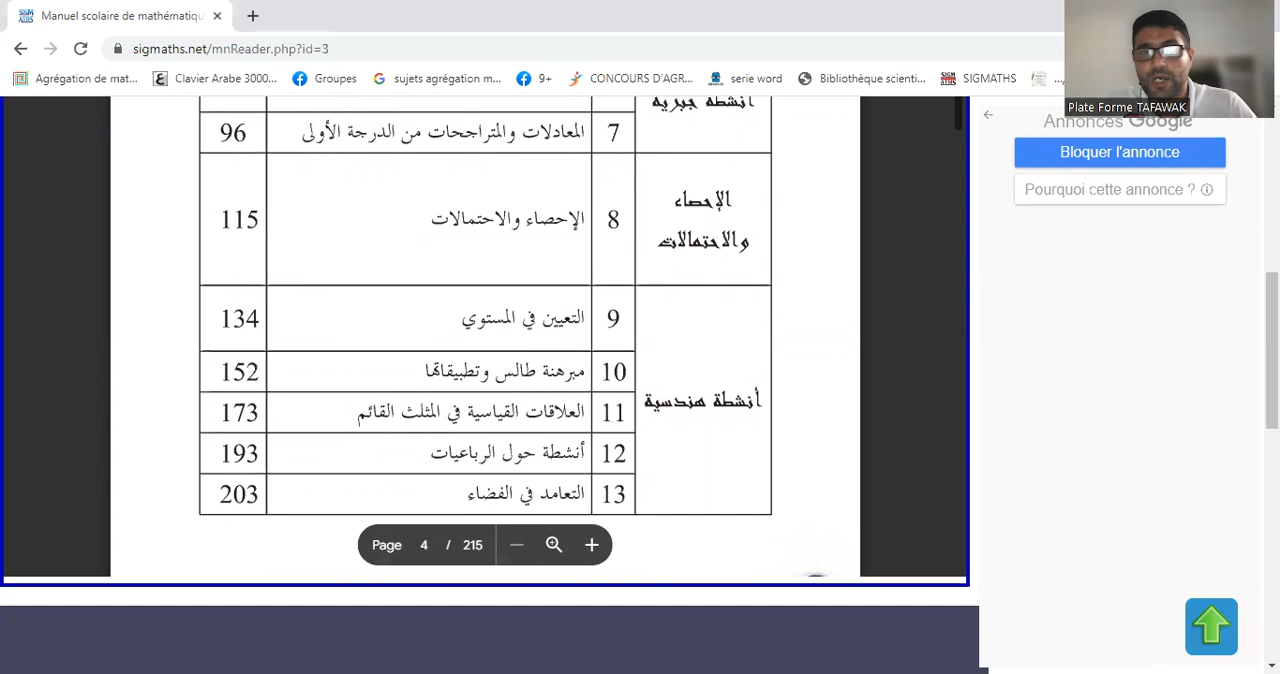 Manuel scolaire de mathématiqu
sigmaths.net/mnReader.php?id=3
Agrégation de mat...
Clavier Arabe 3000...
Groupes
sujets agrégation m...
9+
CONCOURS D'AGR...
serie word
Bibliothèque scienti...
SIGMATHS
Plate Forme TAFAWAK
Annonces Google
Bloquer l'annonce
Pourquoi cette annonce ?
أنشطة جبرية
7 المعادلات والمتراجحات من الدرجة الأولى 96
الإحصاء
والاحتمالات
8 الإحصاء والاحتمالات 115
أنشطة هندسية
9 التعيين في المستوي 134
10 مبرهنة طالس وتطبيقاتها 152
11 العلاقات القياسية في المثلث القائم 173
12 أنشطة حول الرباعيات 193
13 التعامد في الفضاء 203
Page 4 / 215